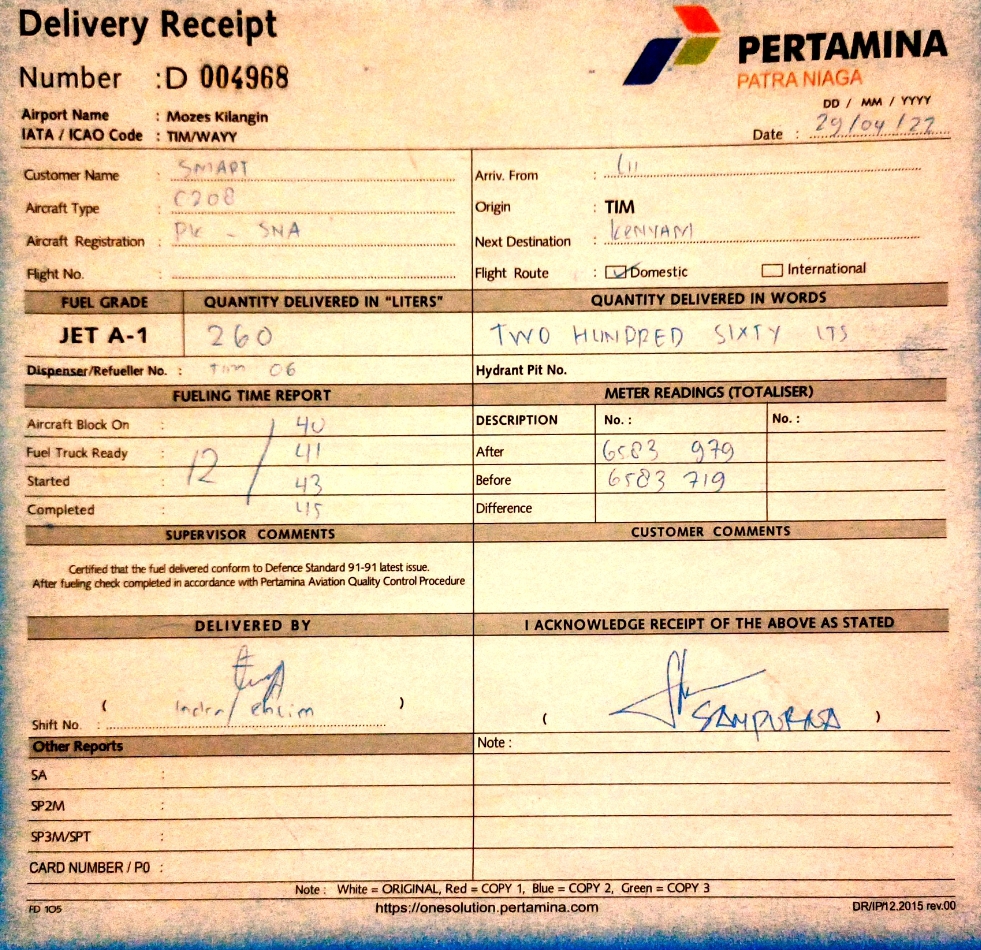 Delivery Receipt
PERTAMINA
PATRA NIAGA
Number : D 004968
Airport Name : Mozes Kilangin
IATA / ICAO Code : TIM/WAYY
DD / MM / YYYY
Date : 29/04/22
Customer Name : SMART
Arriv. From :
Aircraft Type : C208
Origin : TIM
Aircraft Registration : PK - SNA
Next Destination : KENYAM
Flight No. :
Flight Route : Domestic International
FUEL GRADE QUANTITY DELIVERED IN "LITERS" QUANTITY DELIVERED IN WORDS
JET A-1 260 TWO HUNDRED SIXTY LTS
Dispenser/Refueller No. : TIM 06
Hydrant Pit No.
FUELING TIME REPORT METER READINGS (TOTALISER)
Aircraft Block On : 40
DESCRIPTION No. : No. :
Fuel Truck Ready : 12 / 41
After 6583 979
Started : 43
Before 6583 719
Completed : 45
Difference
SUPERVISOR COMMENTS CUSTOMER COMMENTS
Certified that the fuel delivered conform to Defence Standard 91-91 latest issue.
After fueling check completed in accordance with Pertamina Aviation Quality Control Procedure
DELIVERED BY I ACKNOWLEDGE RECEIPT OF THE ABOVE AS STATED
( Indra/ )
( SAMPURNA )
Shift No. :
Other Reports Note :
SA :
SP2M :
SP3M/SPT :
CARD NUMBER / P0 :
Note : White = ORIGINAL, Red = COPY 1, Blue = COPY 2, Green = COPY 3
FD 105 https://onesolution.pertamina.com DR/IP/12.2015 rev.00